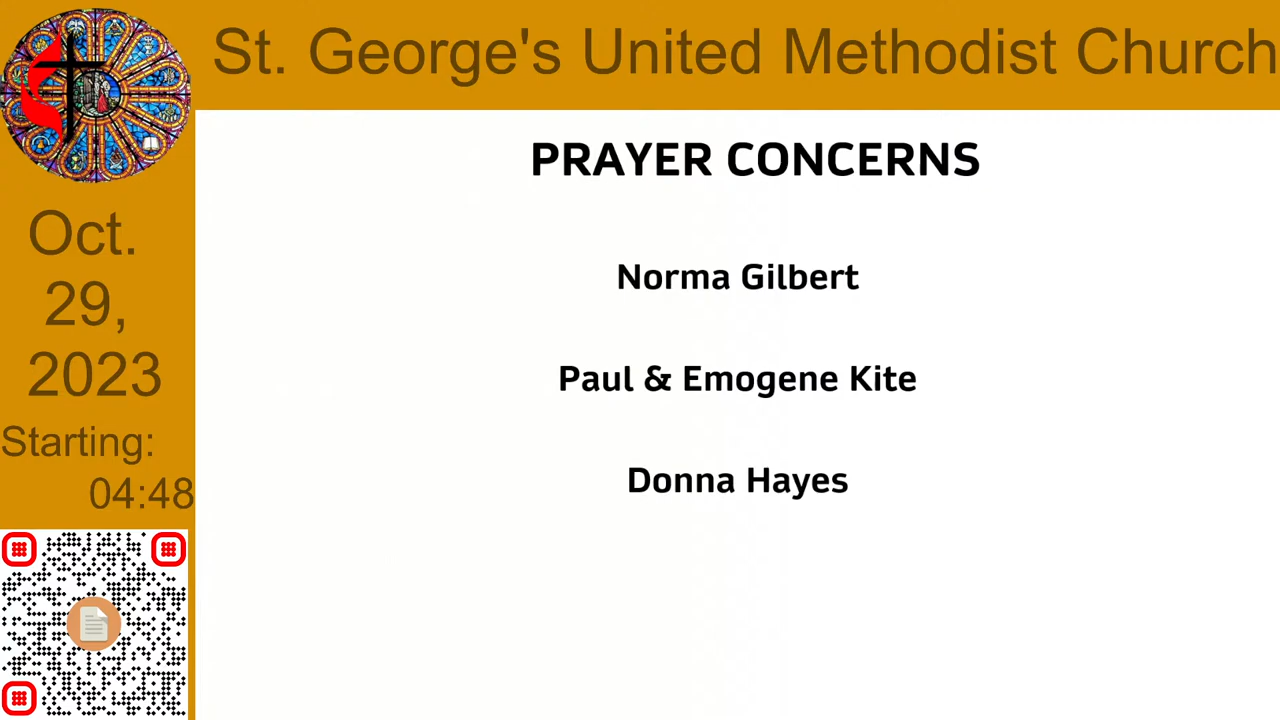 St. George's United Methodist Church
Oct.
29,
2023
Starting:
04:48
PRAYER CONCERNS
Norma Gilbert
Paul & Emogene Kite
Donna Hayes